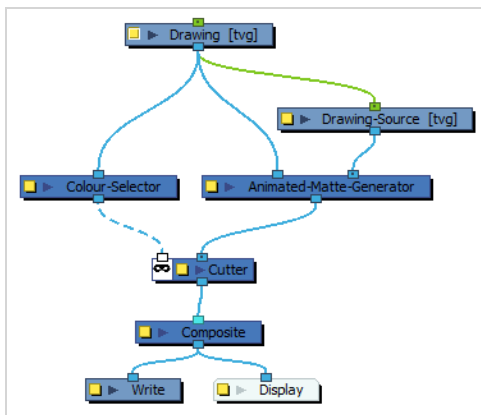 Drawing [tvg]
Drawing-Source [tvg]
Colour-Selector
Animated-Matte-Generator
Cutter
Composite
Write
Display